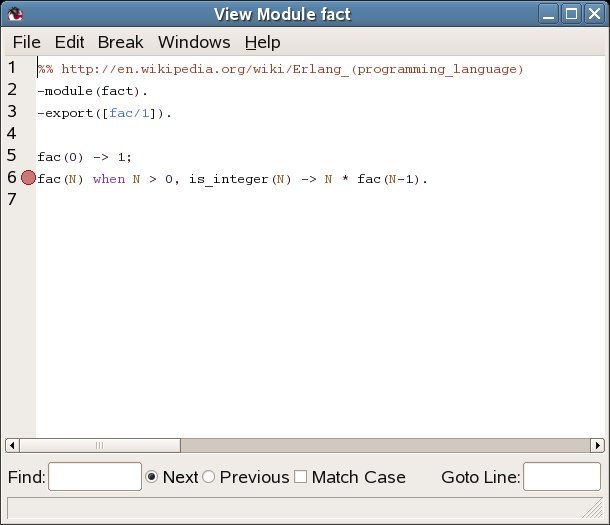 View Module fact
File Edit Break Windows Help
1 %% http://en.wikipedia.org/wiki/Erlang_(programming_language)
2 -module(fact).
3 -export([fac/1]).
4
5 fac(0) -> 1;
6 fac(N) when N > 0, is_integer(N) -> N * fac(N-1).
7
Find: Next Previous Match Case Goto Line: